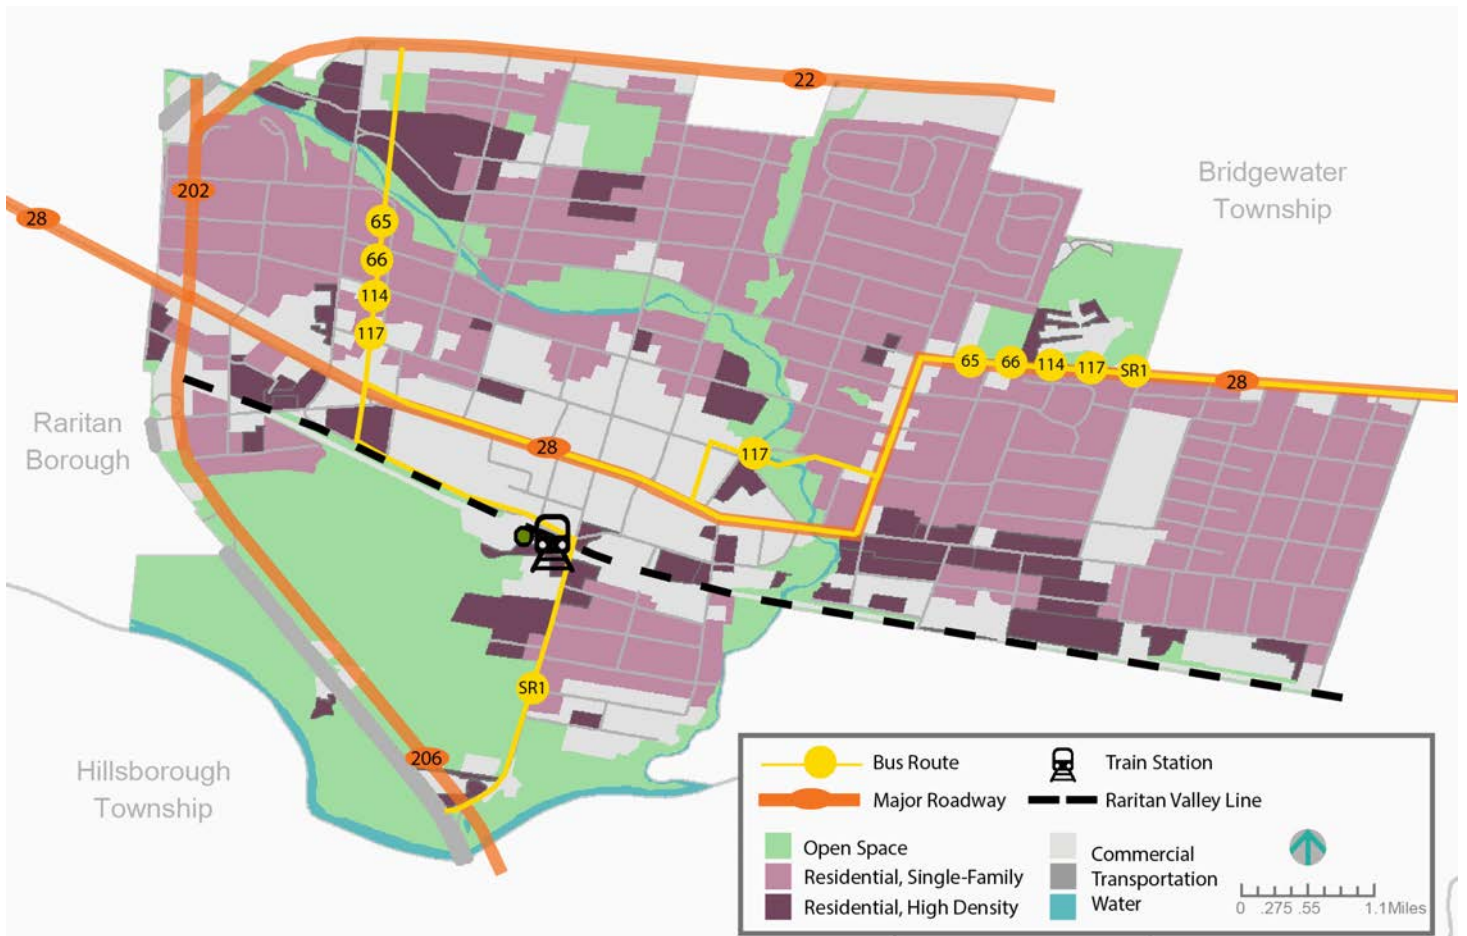 22
Bridgewater
Township
202
28
65
66
114
117
65
66
114
117
SR1
28
Raritan
Borough
28
117
SR1
206
Hillsborough
Township
Bus Route
Train Station
Major Roadway
Raritan Valley Line
Open Space
Residential, Single-Family
Residential, High Density
Commercial
Transportation
Water
0 .275 .55 1.1Miles